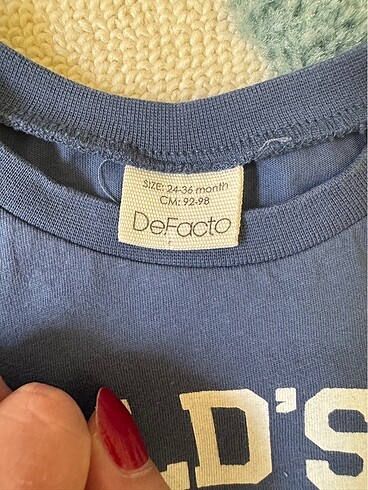 SIZE: 24-36 month
CM: 92-98
DeFacto
LD'S